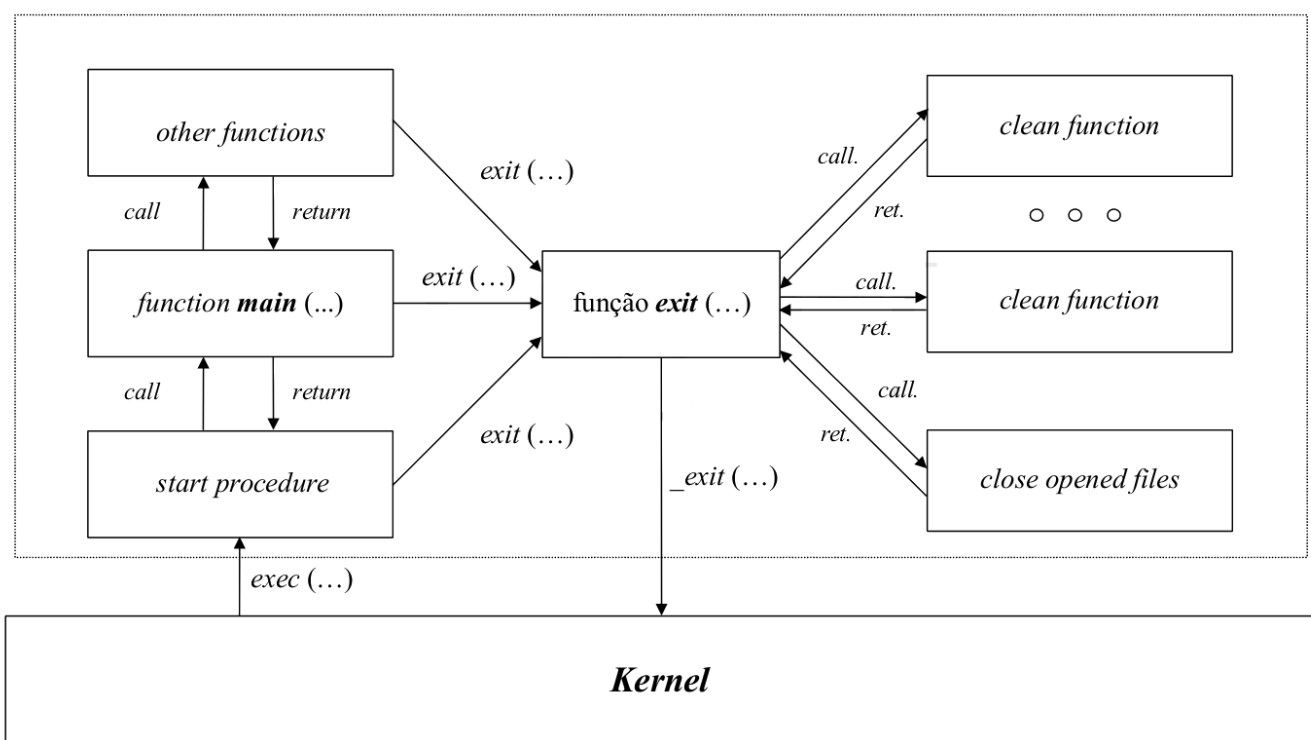 other functions
call
return
function main (...)
call
return
start procedure
exec (…)
exit (…)
exit (…)
exit (…)
função exit (…)
_exit (…)
call.
ret.
clean function
call.
ret.
clean function
call.
ret.
close opened files
Kernel